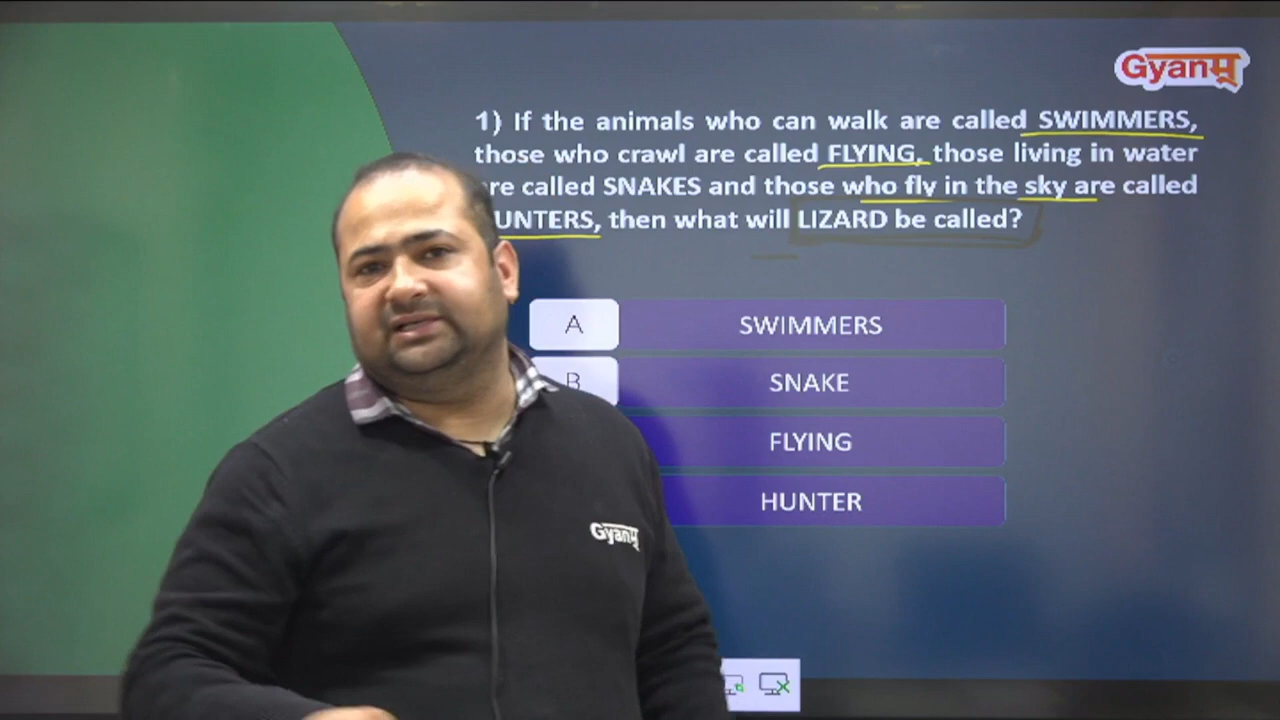 Gyanम्
1) If the animals who can walk are called SWIMMERS,
those who crawl are called FLYING, those living in water
re called SNAKES and those who fly in the sky are called
UNTERS, then what will LIZARD be called?
A SWIMMERS
B SNAKE
FLYING
HUNTER
Gyanम्